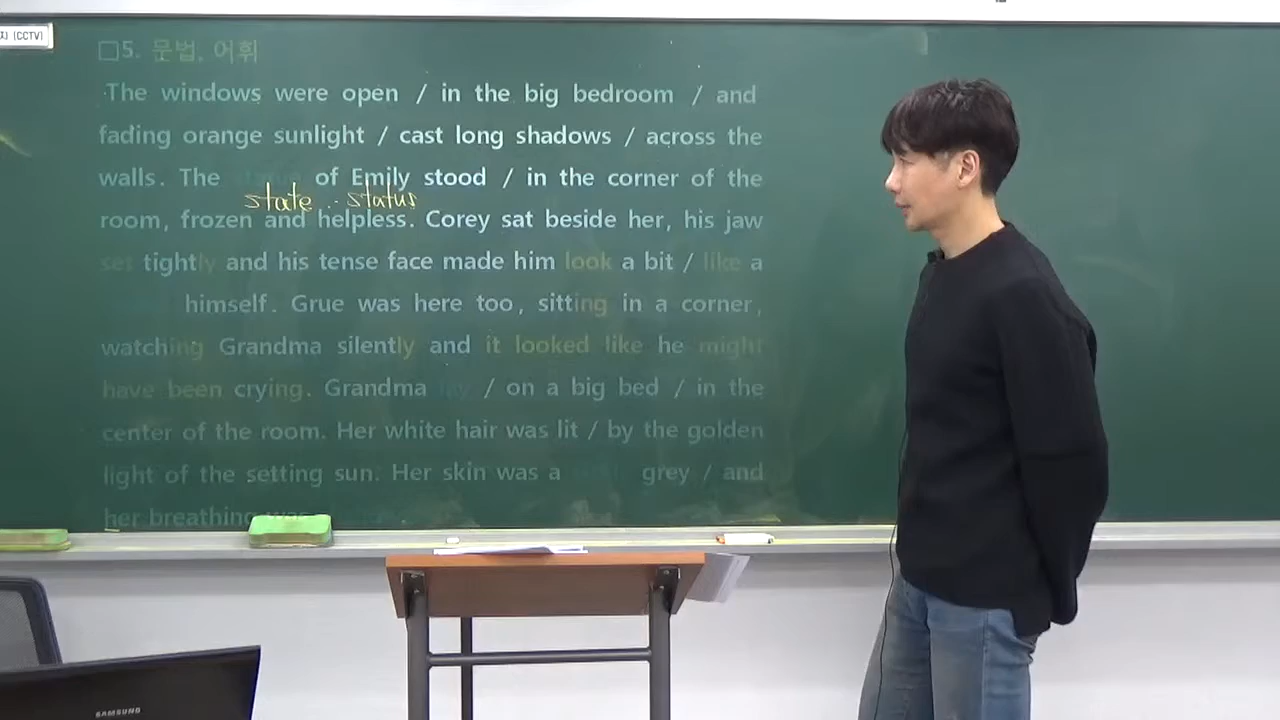 (CCTV)
□5. 문법, 어휘
The windows were open / in the big bedroom / and
fading orange sunlight / cast long shadows / across the
walls. The of Emily stood / in the corner of the
state .. status
room, frozen and helpless. Corey sat beside her, his jaw
set tightly and his tense face made him look a bit / like a
himself. Grue was here too, sitting in a corner,
watching Grandma silently and it looked like he might
have been crying. Grandma lay / on a big bed / in the
center of the room. Her white hair was lit / by the golden
light of the setting sun. Her skin was a grey / and
her breathing was
SAMSUNG